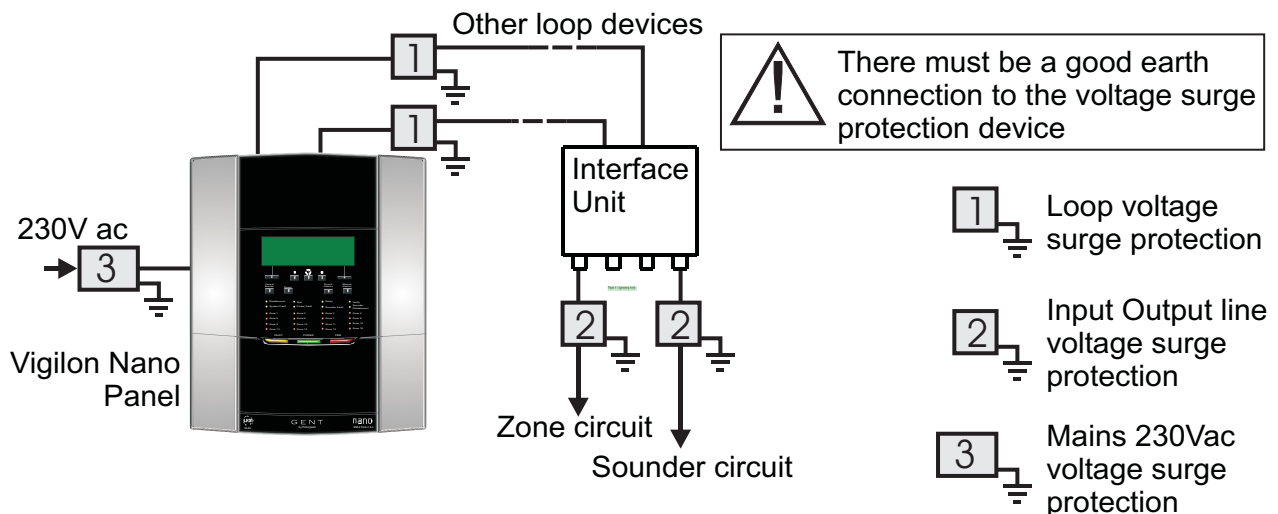 Other loop devices
1
1
There must be a good earth
connection to the voltage surge
protection device
Interface
Unit
230V ac
3
Vigilon Nano
Panel
GENT
nano
2
2
Zone circuit
Sounder circuit
1
Loop voltage
surge protection
2
Input Output line
voltage surge
protection
3
Mains 230Vac
voltage surge
protection